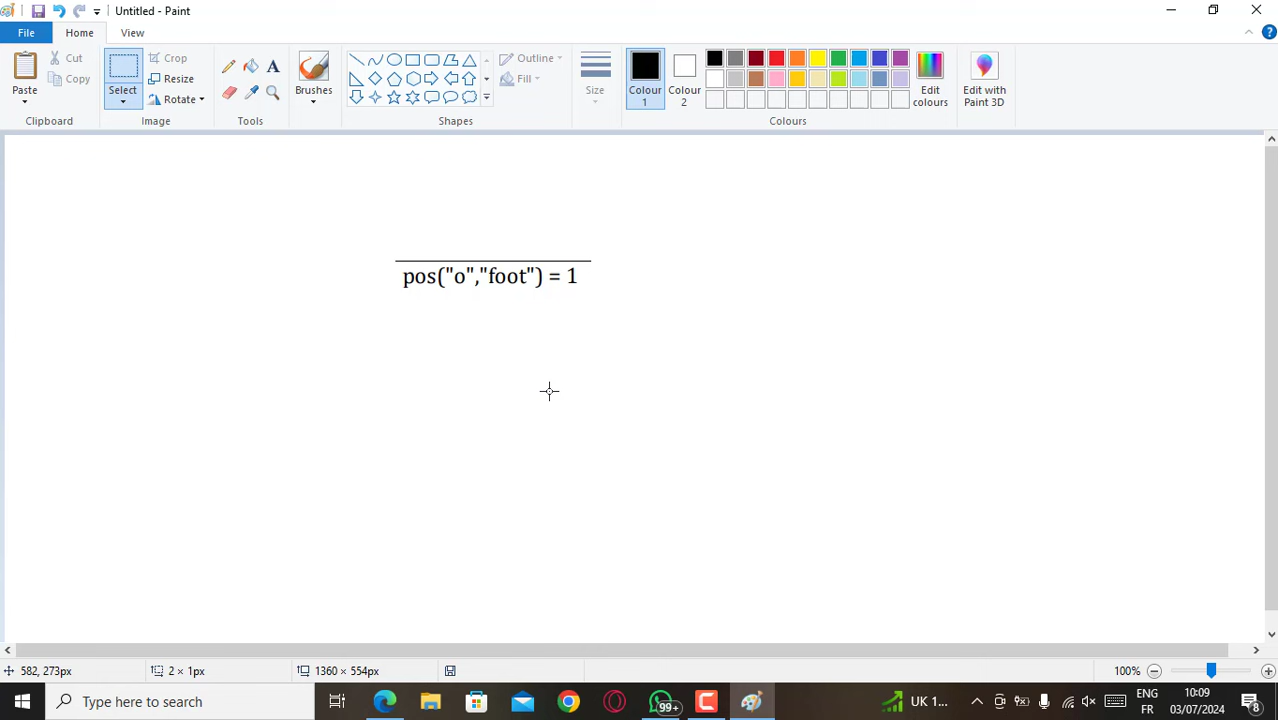 Untitled - Paint
File
Home
View
Paste
Cut
Copy
Clipboard
Select
Crop
Resize
Rotate
Image
Tools
Brushes
Outline
Fill
Shapes
Size
Colour 1
Colour 2
Edit colours
Edit with Paint 3D
Colours
pos("o","foot") = 1
582, 273px
2 × 1px
1360 × 554px
100%
Type here to search
99+
UK 1...
ENG
FR
10:09
03/07/2024
8